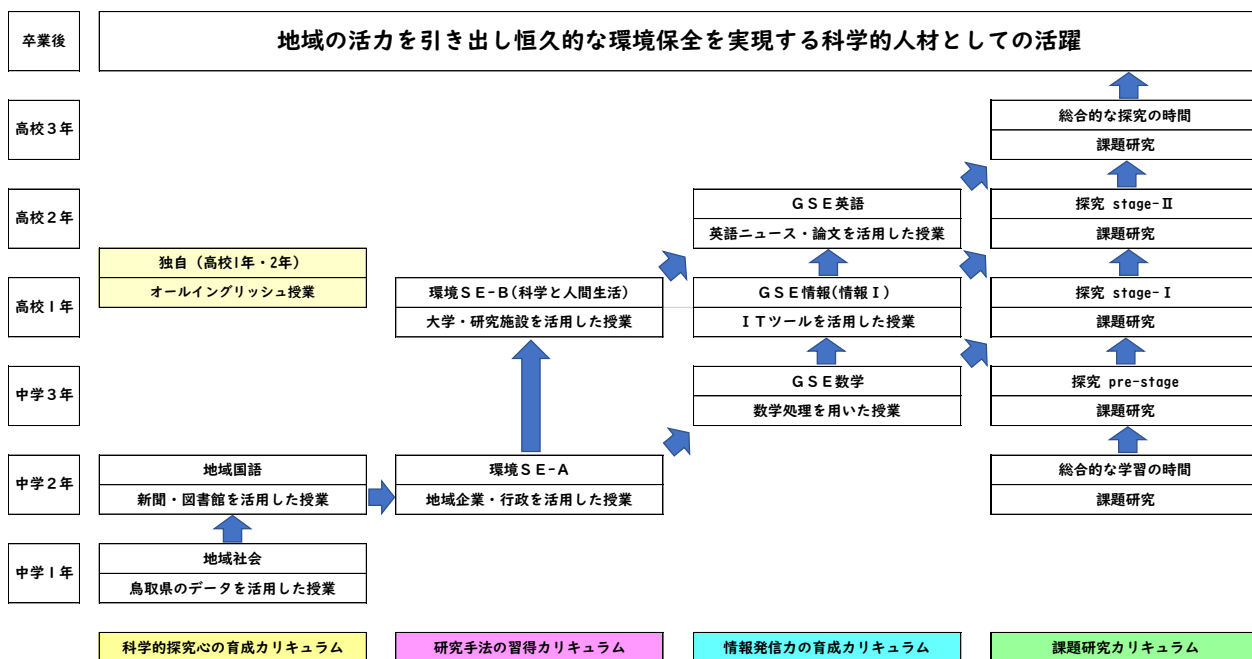 卒業後
地域の活力を引き出し恒久的な環境保全を実現する科学的人材としての活躍
高校3年
総合的な探究の時間
課題研究
高校2年
GSE英語
英語ニュース・論文を活用した授業
探究 stage-Ⅱ
課題研究
独自(高校1年・2年)
オールイングリッシュ授業
高校1年
環境SE-B(科学と人間生活)
大学・研究施設を活用した授業
GSE情報(情報Ⅰ)
ITツールを活用した授業
探究 stage-Ⅰ
課題研究
中学3年
GSE数学
数学処理を用いた授業
探究 pre-stage
課題研究
中学2年
地域国語
新聞・図書館を活用した授業
環境SE-A
地域企業・行政を活用した授業
総合的な学習の時間
課題研究
中学1年
地域社会
鳥取県のデータを活用した授業
科学的探究心の育成カリキュラム
研究手法の習得カリキュラム
情報発信力の育成カリキュラム
課題研究カリキュラム